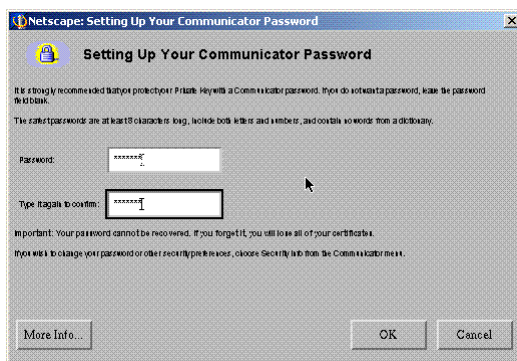 Netscape: Setting Up Your Communicator Password
Setting Up Your Communicator Password
It is strongly recommended that you protect your Private Key with a Communicator password. If you do not want a password, leave the password
field blank.
The safest passwords are at least 8 characters long, include both letters and numbers, and contain no words from a dictionary.
Password:
*******
Type it again to confirm:
*******
Important: Your password cannot be recovered. If you forget it, you will lose all of your certificates.
If you wish to change your password or other security preferences, choose Security Info from the Communicator menu.
More Info...
OK
Cancel